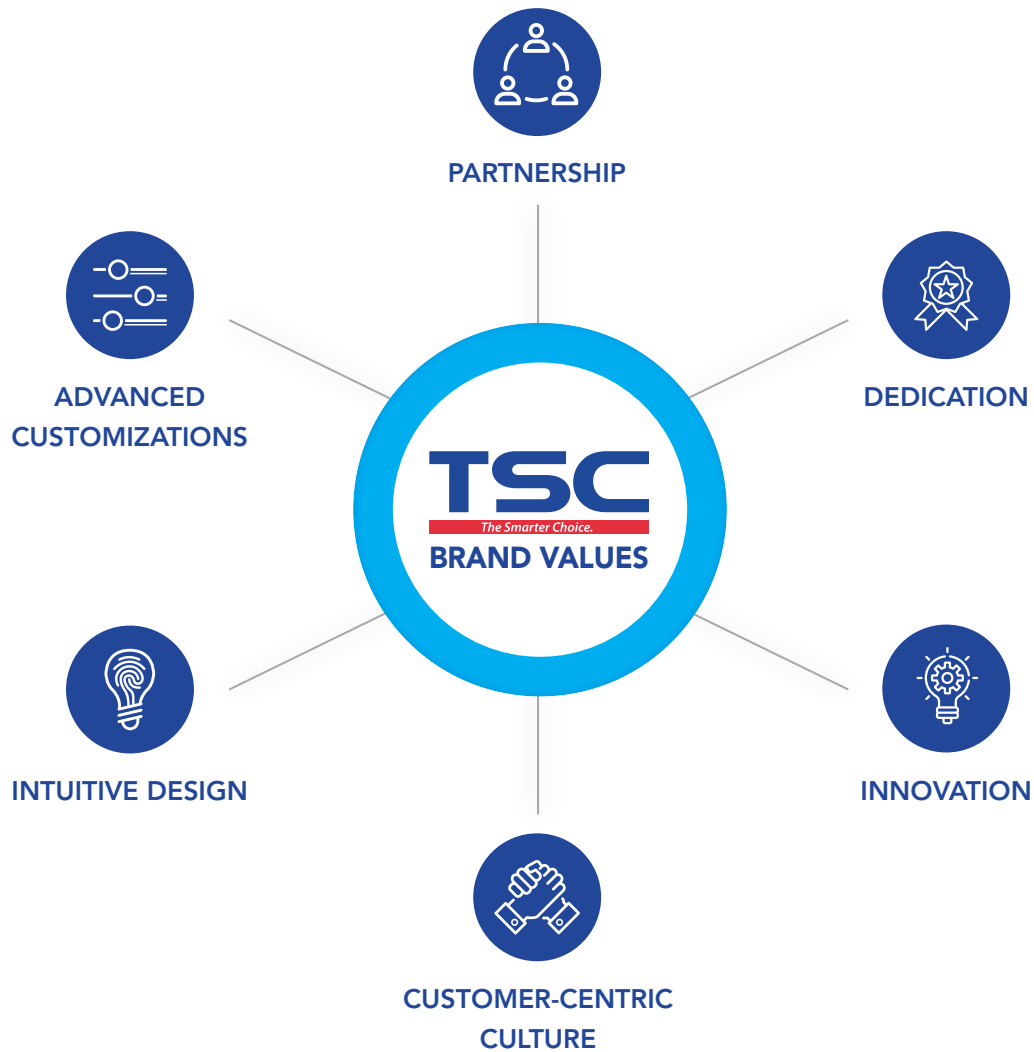 PARTNERSHIP
ADVANCED
CUSTOMIZATIONS
DEDICATION
TSC
The Smarter Choice.
BRAND VALUES
INTUITIVE DESIGN
INNOVATION
CUSTOMER-CENTRIC
CULTURE